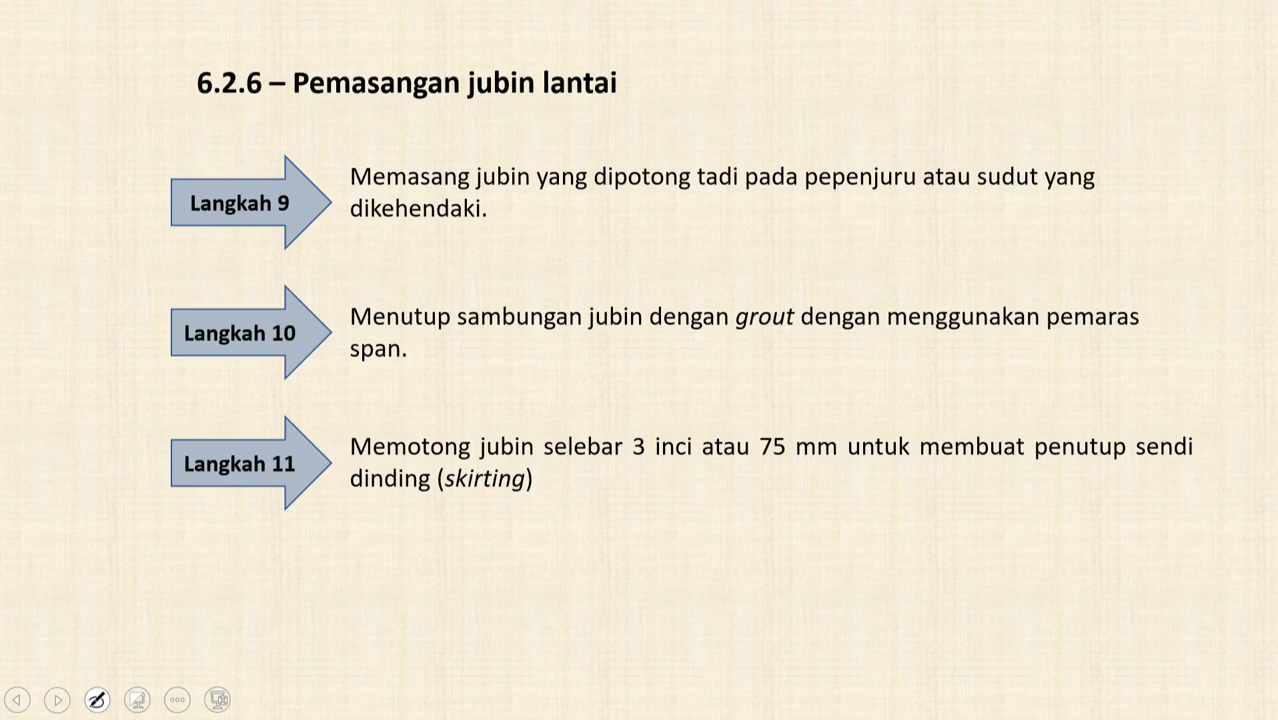 6.2.6 – Pemasangan jubin lantai
Langkah 9
Memasang jubin yang dipotong tadi pada pepenjuru atau sudut yang
dikehendaki.
Langkah 10
Menutup sambungan jubin dengan grout dengan menggunakan pemaras
span.
Langkah 11
Memotong jubin selebar 3 inci atau 75 mm untuk membuat penutup sendi
dinding (skirting)